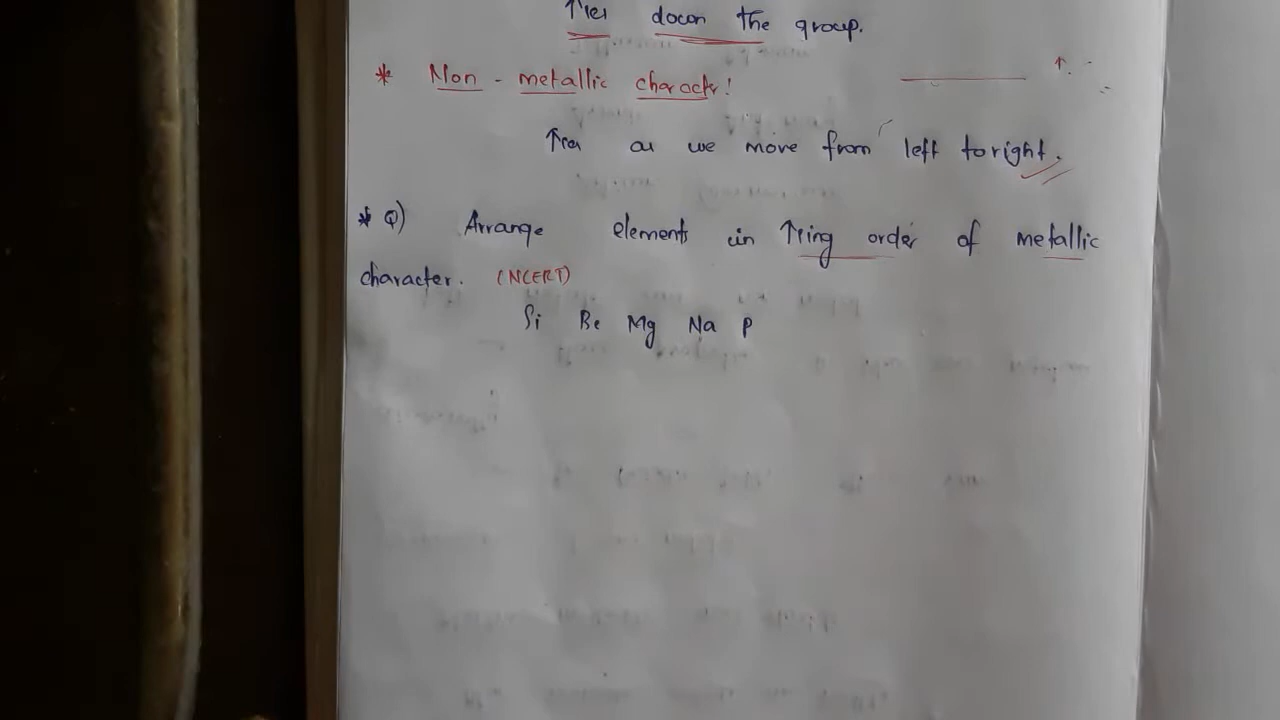 ↑ses down the group.
* Non - metallic character!
↑ses as we move from left to right.
* Q) Arrange elements in ↑sing order of metallic
character. (NCERT)
Si Be Mg Na P